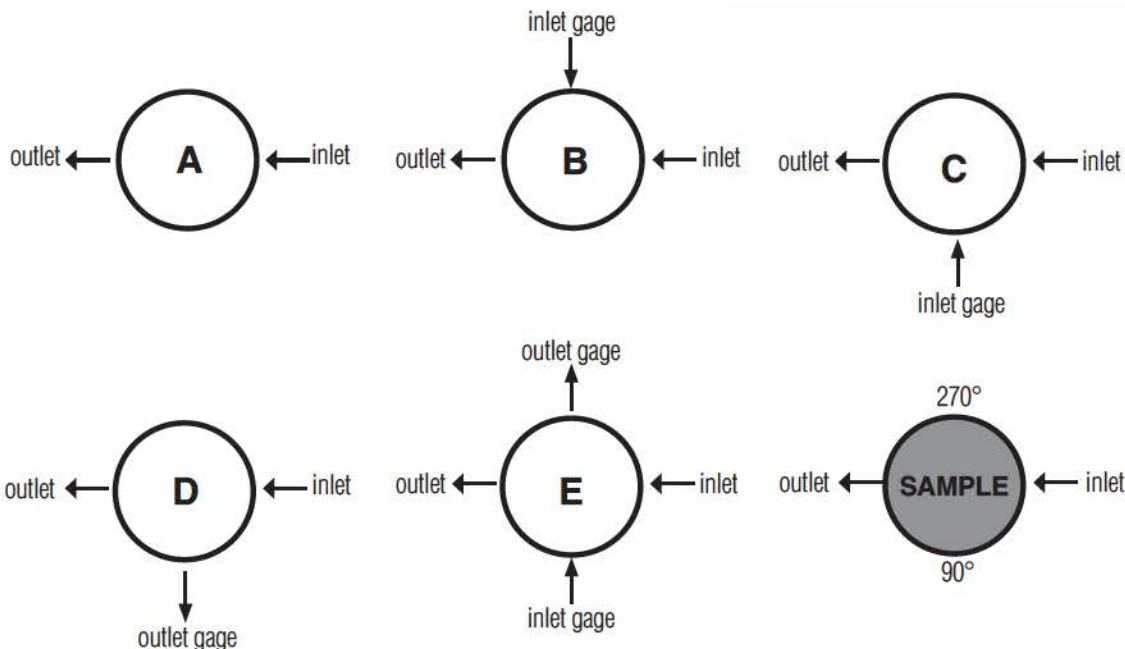 inlet gage
outlet A inlet
outlet B inlet
outlet C inlet
inlet gage
outlet gage
270°
outlet D inlet
outlet E inlet
outlet SAMPLE inlet
90°
inlet gage
outlet gage